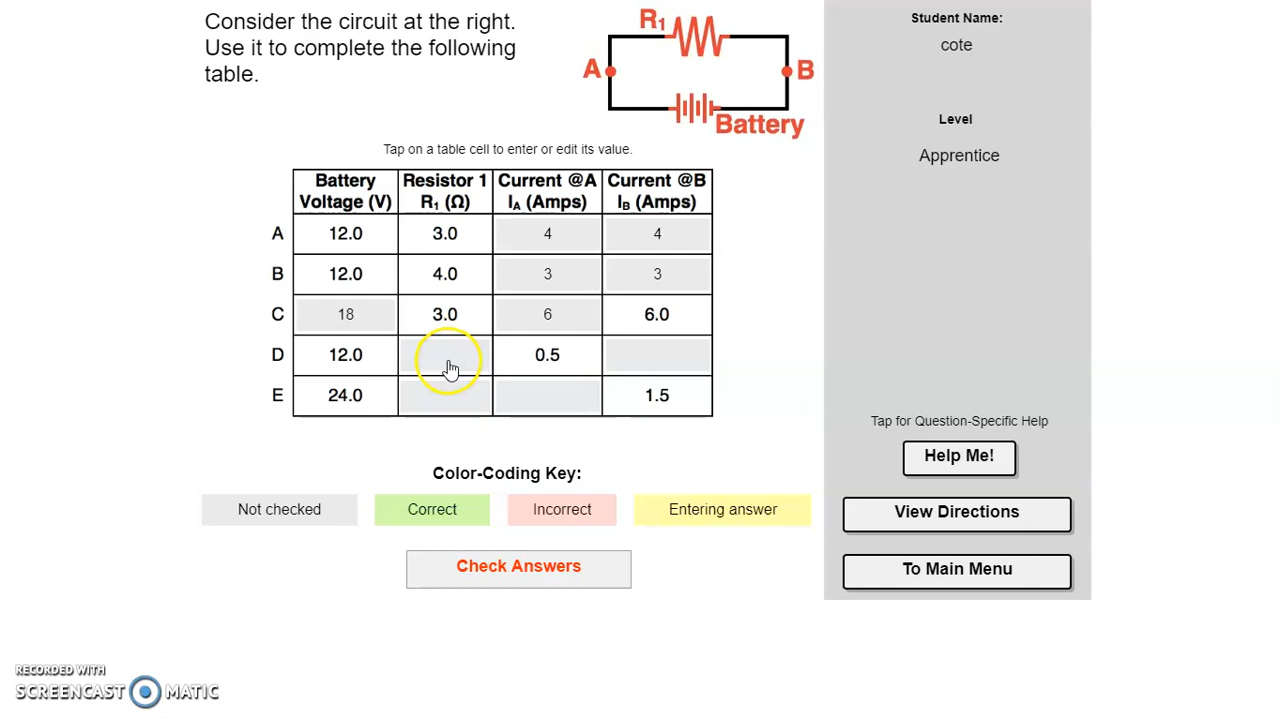 Consider the circuit at the right.
Use it to complete the following
table.
R1
A
B
Battery
Tap on a table cell to enter or edit its value.
Battery Voltage (V) Resistor 1 R1 (Ω) Current @A IA (Amps) Current @B IB (Amps)
A 12.0 3.0 4 4
B 12.0 4.0 3 3
C 18 3.0 6 6.0
D 12.0 0.5
E 24.0 1.5
Color-Coding Key:
Not checked Correct Incorrect Entering answer
Check Answers
Student Name:
cote
Level
Apprentice
Tap for Question-Specific Help
Help Me!
View Directions
To Main Menu
RECORDED WITH
SCREENCAST MATIC